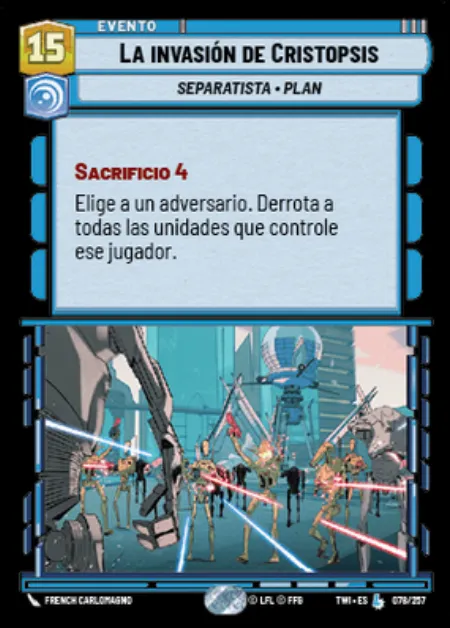 EVENTO
15
LA INVASIÓN DE CRISTOPSIS
SEPARATISTA • PLAN
SACRIFICIO 4
Elige a un adversario. Derrota a
todas las unidades que controle
ese jugador.
FRENCH CARLOMAGNO
© LFL © FFG
TWI • ES
078/257